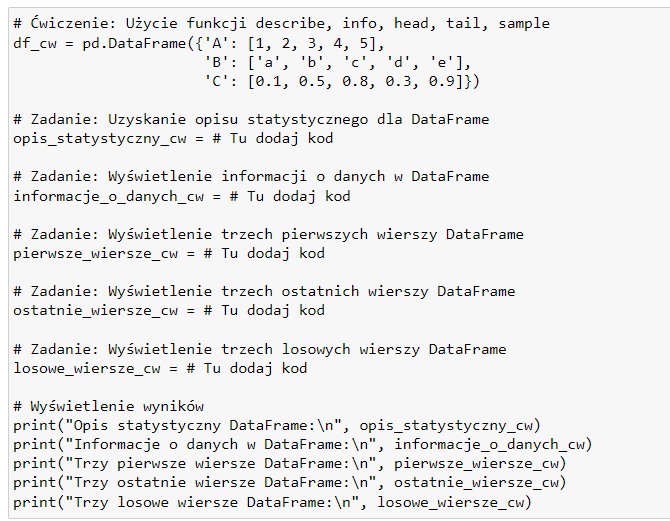 # Ćwiczenie: Użycie funkcji describe, info, head, tail, sample
df_cw = pd.DataFrame({'A': [1, 2, 3, 4, 5],
                      'B': ['a', 'b', 'c', 'd', 'e'],
                      'C': [0.1, 0.5, 0.8, 0.3, 0.9]})

# Zadanie: Uzyskanie opisu statystycznego dla DataFrame
opis_statystyczny_cw = # Tu dodaj kod

# Zadanie: Wyświetlenie informacji o danych w DataFrame
informacje_o_danych_cw = # Tu dodaj kod

# Zadanie: Wyświetlenie trzech pierwszych wierszy DataFrame
pierwsze_wiersze_cw = # Tu dodaj kod

# Zadanie: Wyświetlenie trzech ostatnich wierszy DataFrame
ostatnie_wiersze_cw = # Tu dodaj kod

# Zadanie: Wyświetlenie trzech losowych wierszy DataFrame
losowe_wiersze_cw = # Tu dodaj kod

# Wyświetlenie wyników
print("Opis statystyczny DataFrame:\n", opis_statystyczny_cw)
print("Informacje o danych w DataFrame:\n", informacje_o_danych_cw)
print("Trzy pierwsze wiersze DataFrame:\n", pierwsze_wiersze_cw)
print("Trzy ostatnie wiersze DataFrame:\n", ostatnie_wiersze_cw)
print("Trzy losowe wiersze DataFrame:\n", losowe_wiersze_cw)